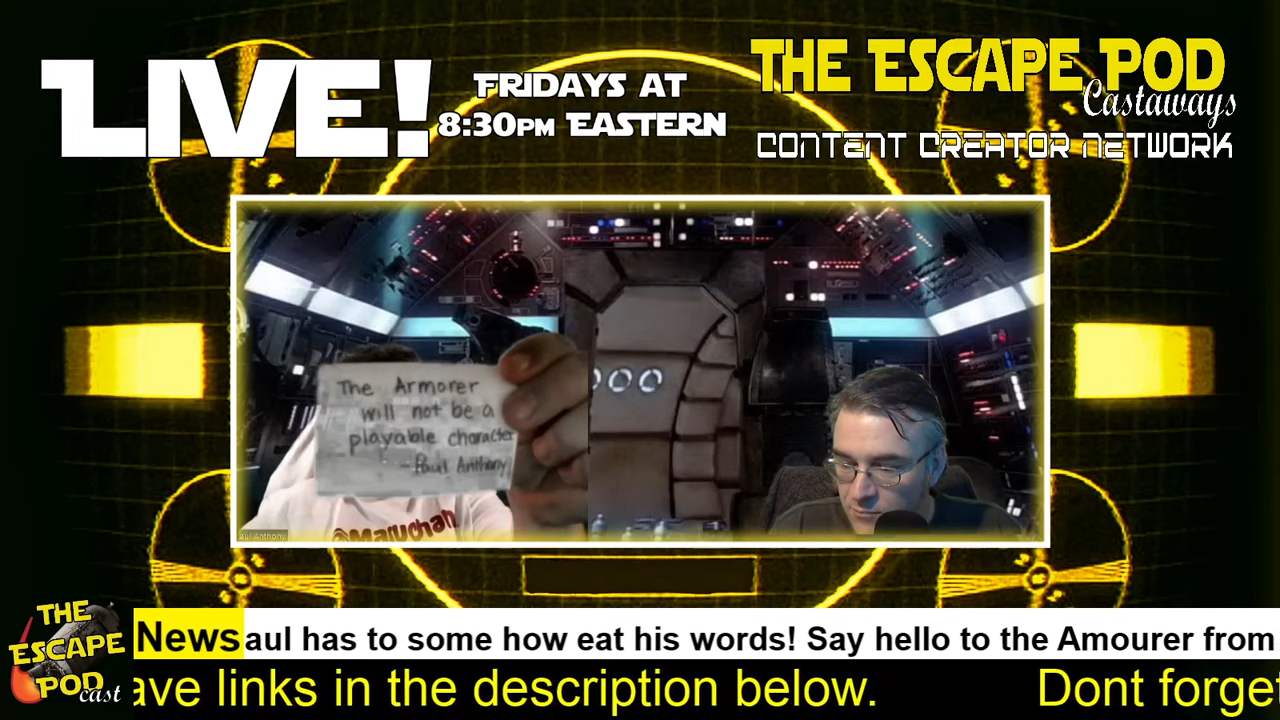 LIVE!
FRIDAYS AT
8:30PM EASTERN
THE ESCAPE POD
Castaways
CONTENT CREATOR NETWORK
The Armorer
will not be a
playable character
- Paul Anthony
@Maruchan
aul Anthony
THE
ESCAPE
POD
cast
News
aul has to some how eat his words! Say hello to the Amourer from
ave links in the description below. Dont forget